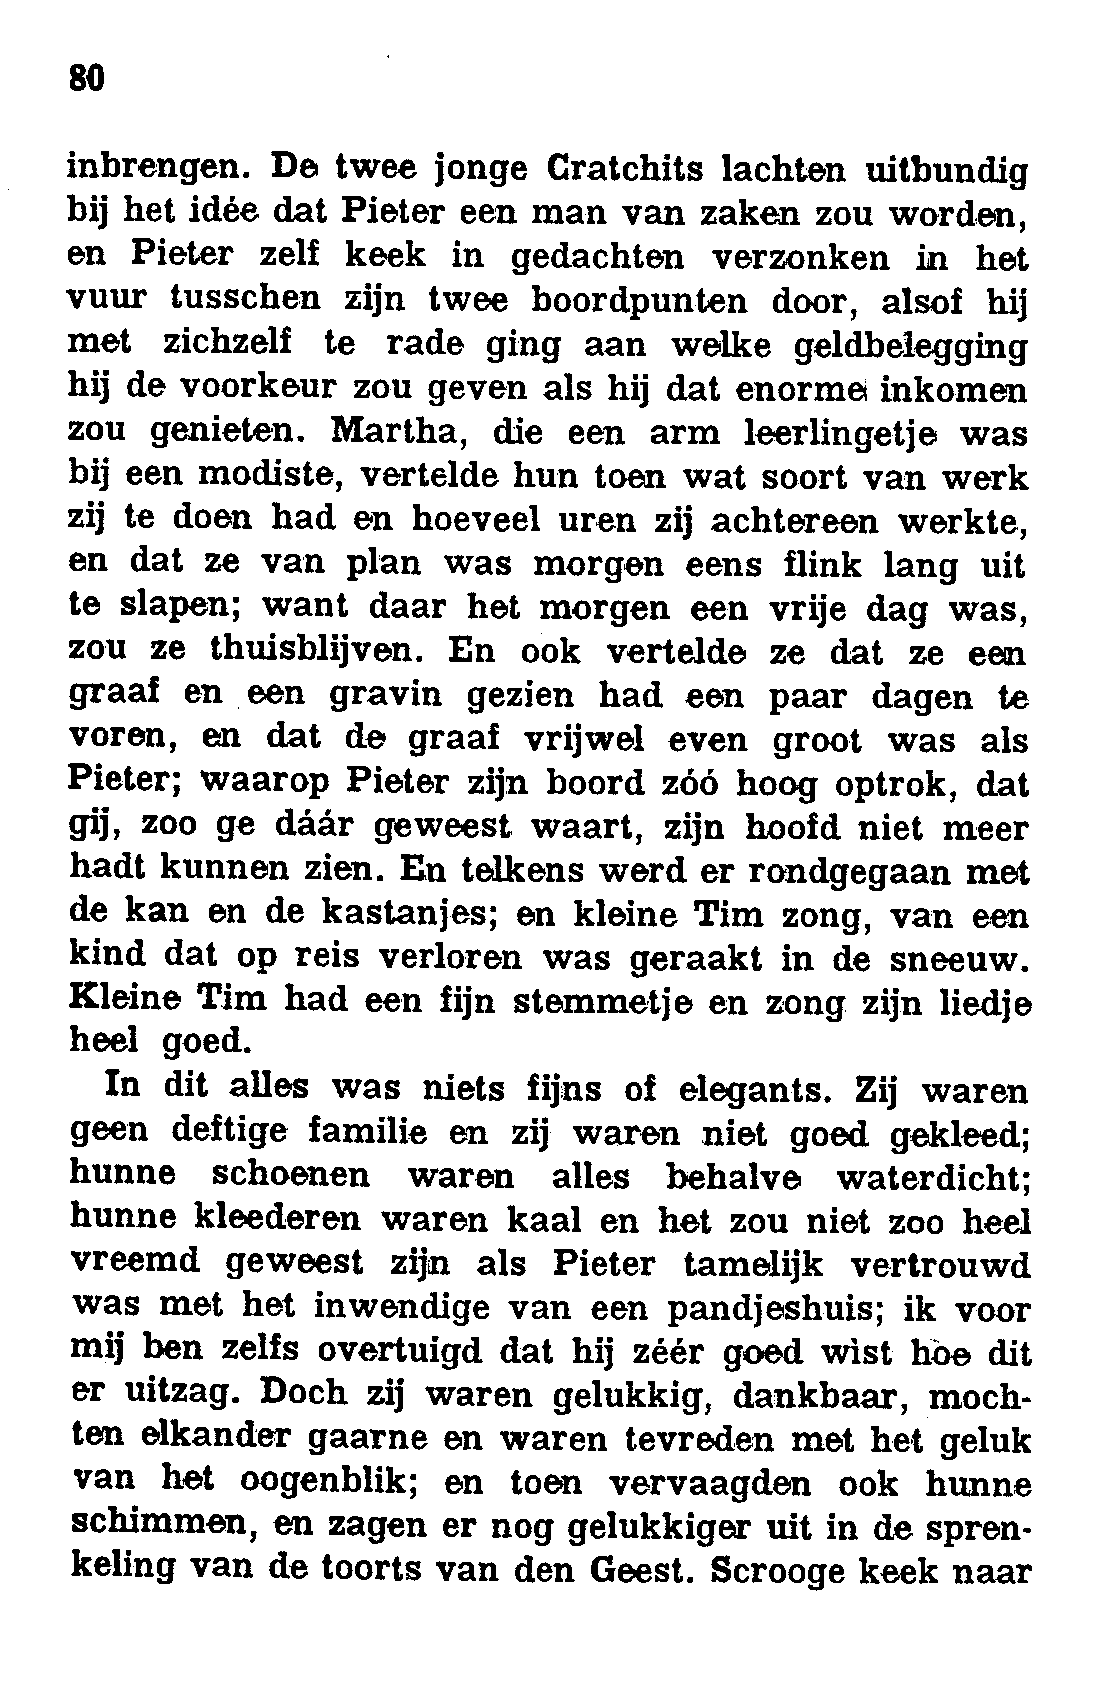 80
inbrengen. De twee jonge Cratchits lachten uitbundig
bij het idée dat Pieter een man van zaken zou worden,
en Pieter zelf keek in gedachten verzonken in het
vuur tusschen zijn twee boordpunten door, alsof hij
met zichzelf te rade ging aan welke geldbelegging
hij de voorkeur zou geven als hij dat enorme inkomen
zou genieten. Martha, die een arm leerlingetje was
bij een modiste, vertelde hun toen wat soort van werk
zij te doen had en hoeveel uren zij achtereen werkte,
en dat ze van plan was morgen eens flink lang uit
te slapen; want daar het morgen een vrije dag was,
zou ze thuisblijven. En ook vertelde ze dat ze een
graaf en een gravin gezien had een paar dagen te
voren, en dat de graaf vrijwel even groot was als
Pieter; waarop Pieter zijn boord zóó hoog optrok, dat
gij, zoo ge dáár geweest waart, zijn hoofd niet meer
hadt kunnen zien. En telkens werd er rondgegaan met
de kan en de kastanjes; en kleine Tim zong, van een
kind dat op reis verloren was geraakt in de sneeuw.
Kleine Tim had een fijn stemmetje en zong zijn liedje
heel goed.
In dit alles was niets fijns of elegants. Zij waren
geen deftige familie en zij waren niet goed gekleed;
hunne schoenen waren alles behalve waterdicht;
hunne kleederen waren kaal en het zou niet zoo heel
vreemd geweest zijn als Pieter tamelijk vertrouwd
was met het inwendige van een pandjeshuis; ik voor
mij ben zelfs overtuigd dat hij zéér goed wist hoe dit
er uitzag. Doch zij waren gelukkig, dankbaar, moch-
ten elkander gaarne en waren tevreden met het geluk
van het oogenblik; en toen vervaagden ook hunne
schimmen, en zagen er nog gelukkiger uit in de spren-
keling van de toorts van den Geest. Scrooge keek naar